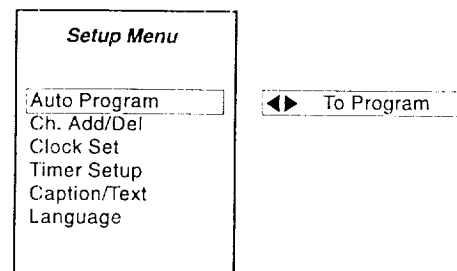 Setup Menu
Auto Program
◀▶ To Program
Ch. Add/Del
Clock Set
Timer Setup
Caption/Text
Language